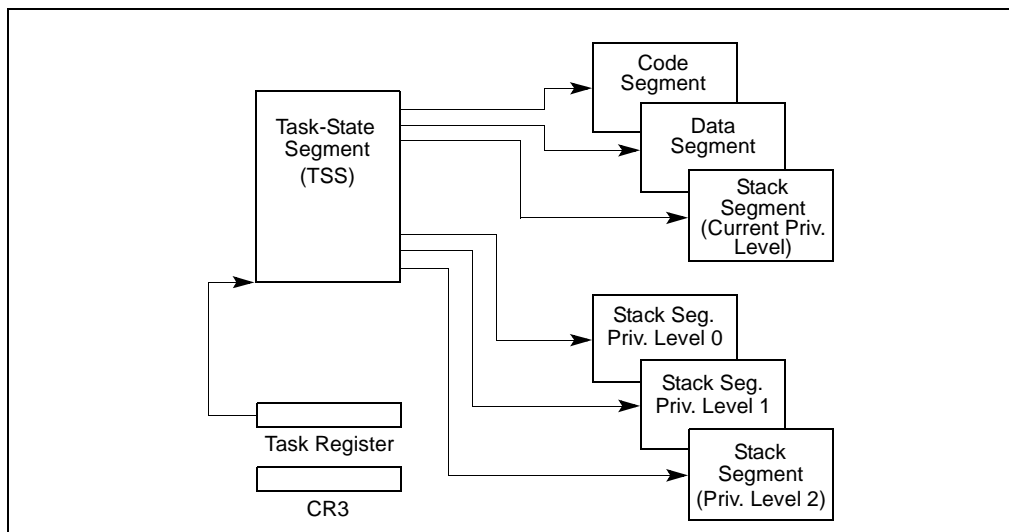 Task-State
Segment
(TSS)
Code
Segment
Data
Segment
Stack
Segment
(Current Priv.
Level)
Stack Seg.
Priv. Level 0
Stack Seg.
Priv. Level 1
Stack
Segment
(Priv. Level 2)
Task Register
CR3